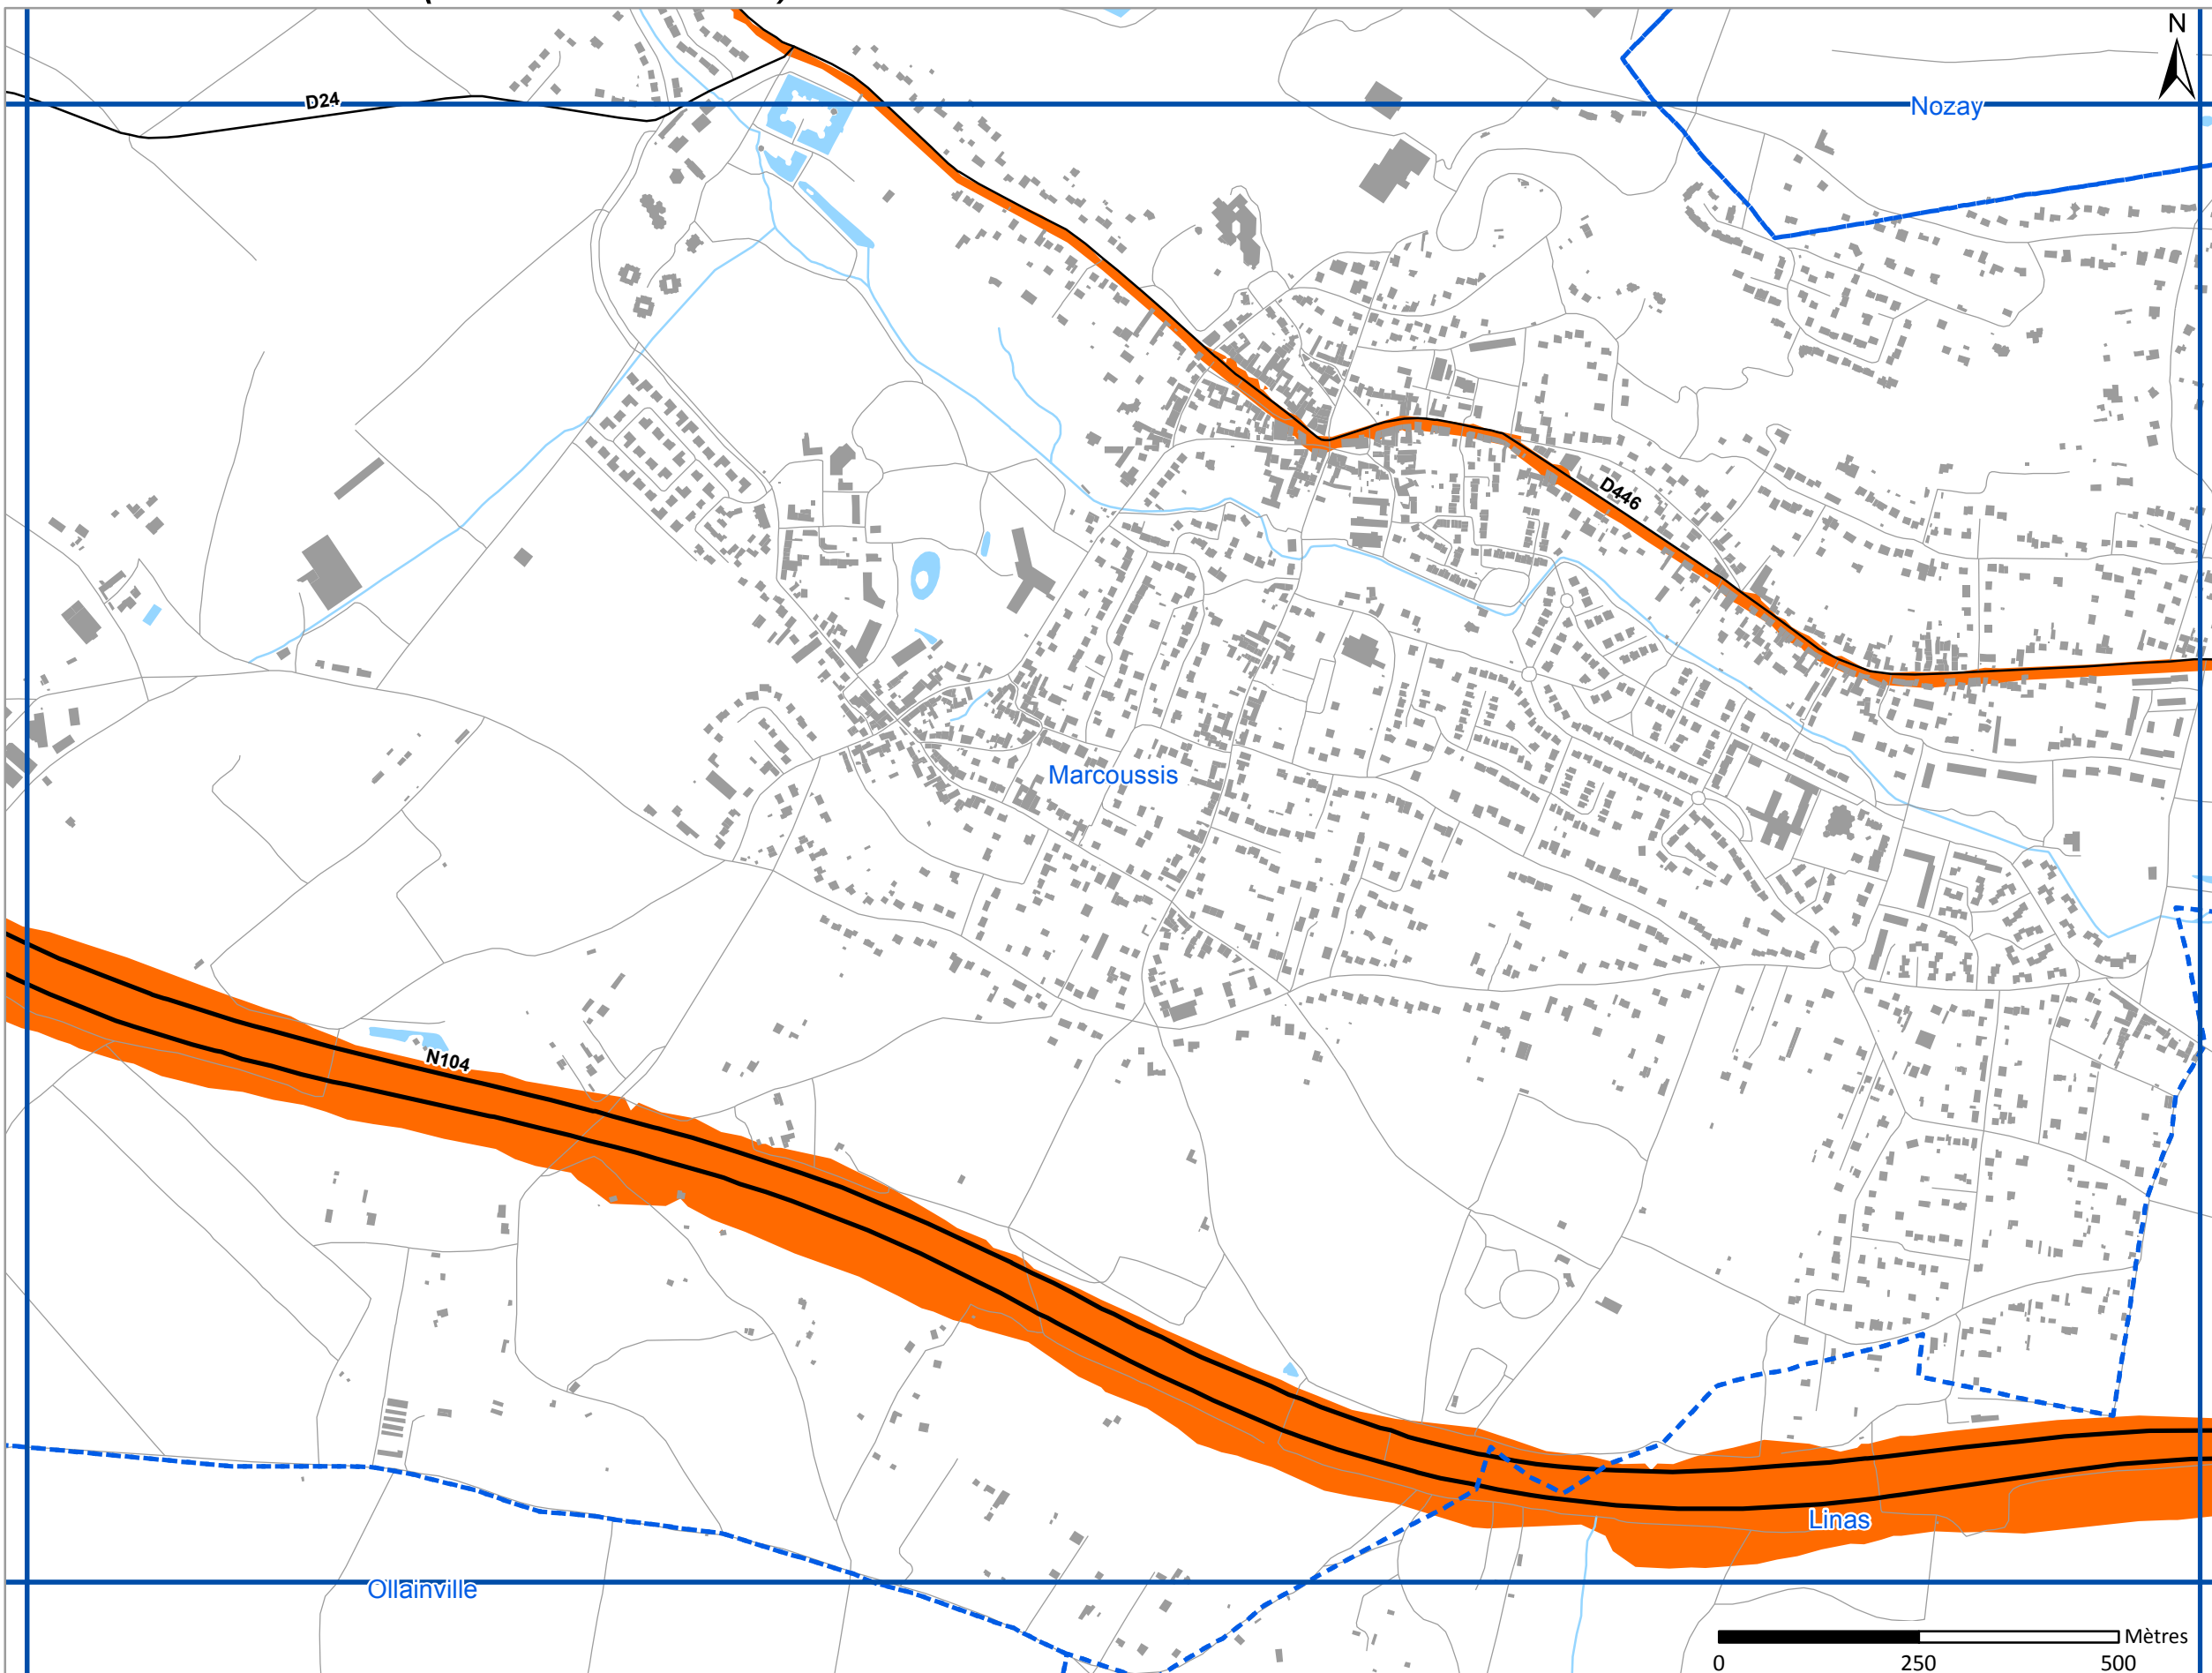 N
D24
Nozay
D446
Marcoussis
N104
Linas
Ollainville
Mètres
0 250 500